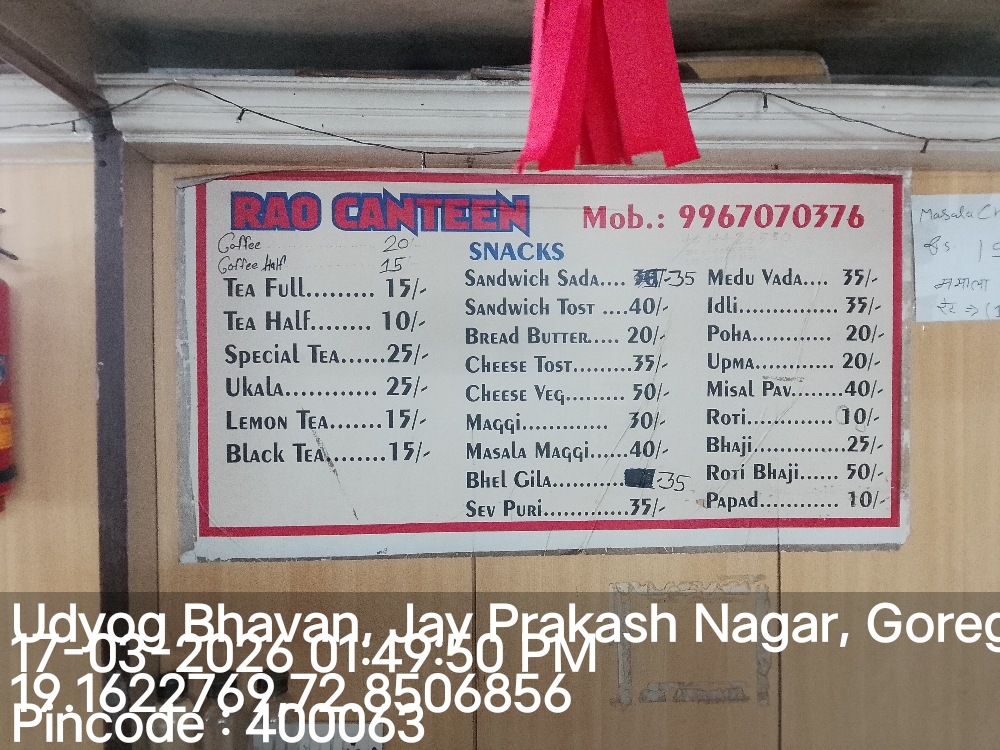 RAO CANTEEN
Mob.: 9967070376
Coffee 20/-
Coffee Half 15
Tea Full......... 15/-
Tea Half........ 10/-
Special Tea......25/-
Ukala............ 25/-
Lemon Tea.......15/-
Black Tea.........15/-
SNACKS
Sandwich Sada.... 35
Sandwich Tost ....40/-
Bread Butter..... 20/-
Cheese Tost.........35/-
Cheese Veg......... 50/-
Maggi.............. 30/-
Masala Maggi......40/-
Bhel Gila...........-35
Sev Puri.............35/-
Medu Vada.... 35/-
Idli.............. 35/-
Poha............ 20/-
Upma............ 20/-
Misal Pav........40/-
Roti............. 10/-
Bhaji.............25/-
Roti Bhaji...... 50/-
Papad............ 10/-
Masala
Udyog Bhavan, Jay Prakash Nagar, Goreg
17-03-2026 01:49:50 PM
19.1622769,72.8506856
Pincode : 400063